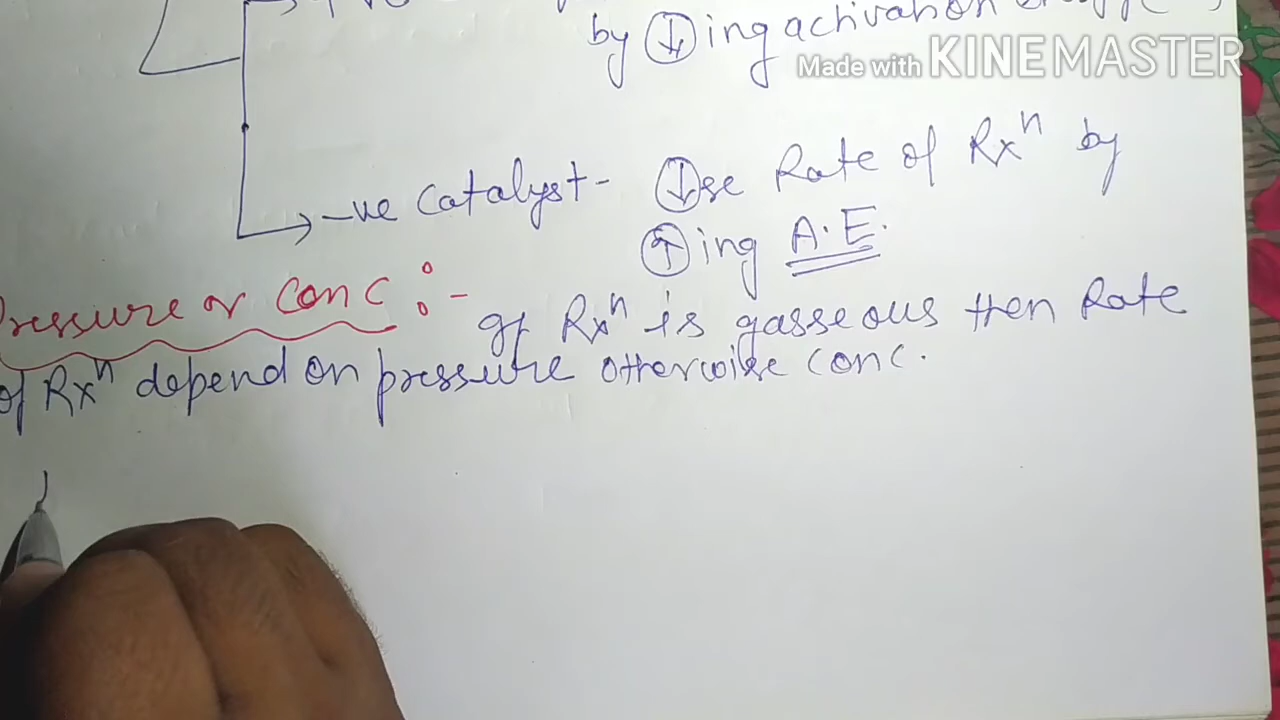 by ↓ing activation
Made with KINEMASTER
-ve Catalyst- ↓se Rate of Rxⁿ by
↑ing A.E.
Pressure or Conc :- If Rxⁿ is gasseous then Rate
of Rxⁿ depend on pressure otherwise conc.